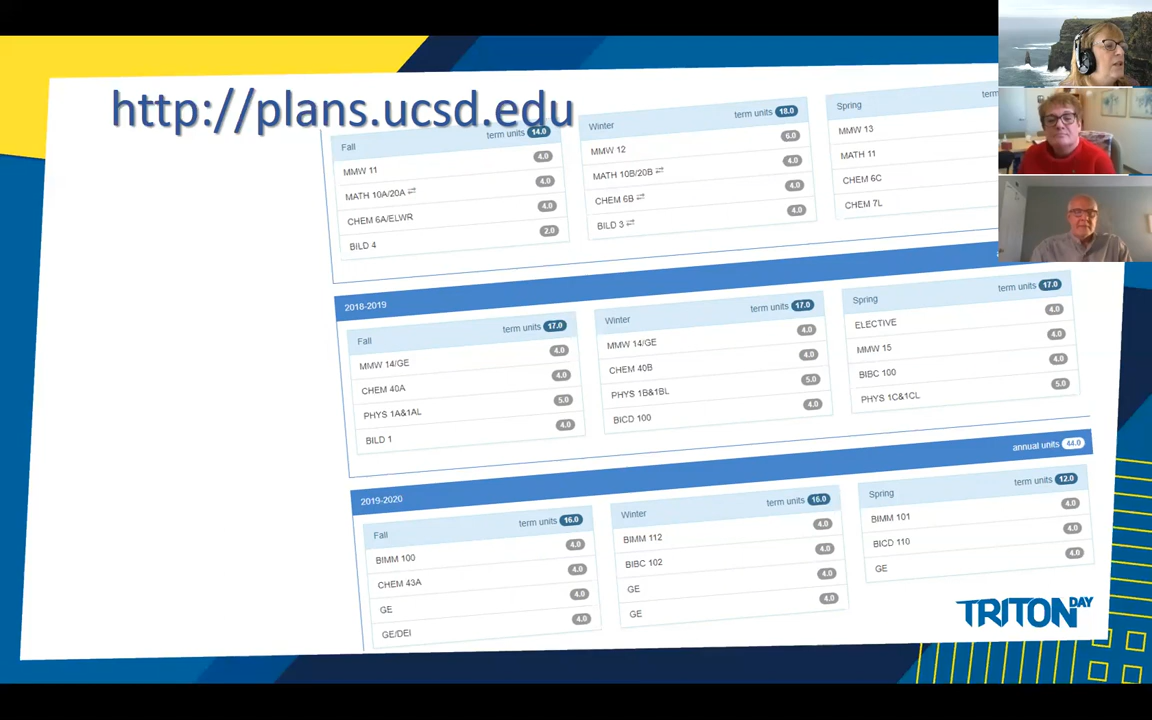 http://plans.ucsd.edu
Fall term units 14.0
MMW 11 4.0
MATH 10A/20A ⇄ 4.0
CHEM 6A/ELWR 4.0
BILD 4 2.0
Winter term units 18.0
MMW 12 6.0
MATH 10B/20B ⇄ 4.0
CHEM 6B ⇄ 4.0
BILD 3 ⇄ 4.0
Spring
MMW 13
MATH 11
CHEM 6C
CHEM 7L
2018-2019
Fall term units 17.0
MMW 14/GE 4.0
CHEM 40A 4.0
PHYS 1A&1AL 5.0
BILD 1 4.0
Winter term units 17.0
MMW 14/GE 4.0
CHEM 40B 4.0
PHYS 1B&1BL 5.0
BICD 100 4.0
Spring term units 17.0
ELECTIVE 4.0
MMW 15 4.0
BIBC 100 4.0
PHYS 1C&1CL 5.0
2019-2020 annual units 44.0
Fall term units 16.0
BIMM 100 4.0
CHEM 43A 4.0
GE 4.0
GE/DEI 4.0
Winter term units 16.0
BIMM 112 4.0
BIBC 102 4.0
GE 4.0
GE 4.0
Spring term units 12.0
BIMM 101 4.0
BICD 110 4.0
GE 4.0
TRITON DAY